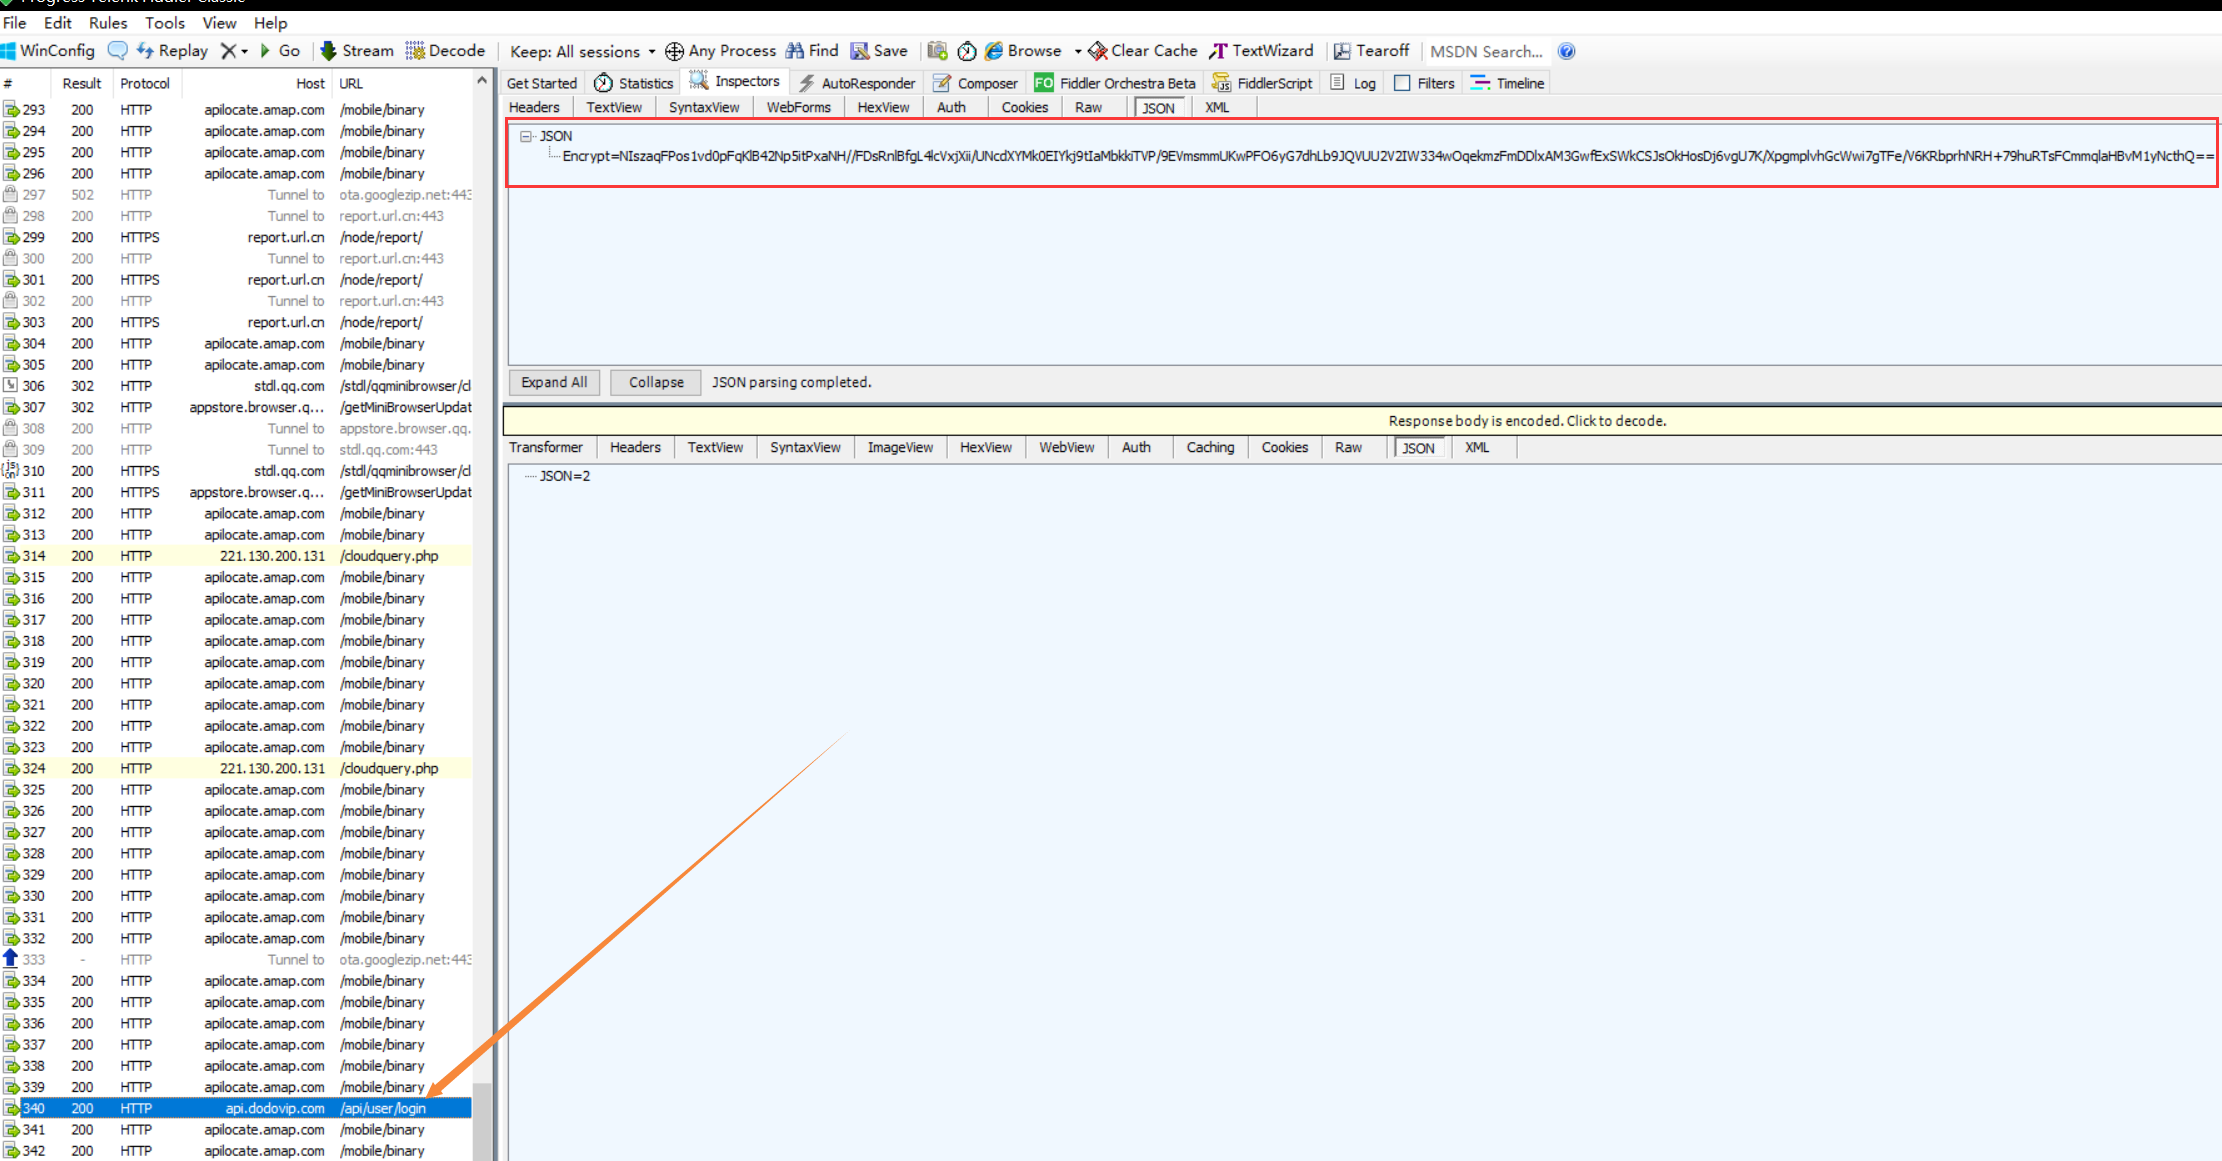 Progress Telerik Fiddler Classic
File Edit Rules Tools View Help
WinConfig Replay Go Stream Decode Keep: All sessions Any Process Find Save Browse Clear Cache TextWizard Tearoff MSDN Search...
# Result Protocol Host URL
293 200 HTTP apilocate.amap.com /mobile/binary
294 200 HTTP apilocate.amap.com /mobile/binary
295 200 HTTP apilocate.amap.com /mobile/binary
296 200 HTTP apilocate.amap.com /mobile/binary
297 502 HTTP Tunnel to ota.googlezip.net:443
298 200 HTTP Tunnel to report.url.cn:443
299 200 HTTPS report.url.cn /node/report/
300 200 HTTP Tunnel to report.url.cn:443
301 200 HTTPS report.url.cn /node/report/
302 200 HTTP Tunnel to report.url.cn:443
303 200 HTTPS report.url.cn /node/report/
304 200 HTTP apilocate.amap.com /mobile/binary
305 200 HTTP apilocate.amap.com /mobile/binary
306 302 HTTP stdl.qq.com /stdl/qqminibrowser/cl
307 302 HTTP appstore.browser.q... /getMiniBrowserUpdat
308 200 HTTP Tunnel to appstore.browser.qq.
309 200 HTTP Tunnel to stdl.qq.com:443
310 200 HTTPS stdl.qq.com /stdl/qqminibrowser/cl
311 200 HTTPS appstore.browser.q... /getMiniBrowserUpdat
312 200 HTTP apilocate.amap.com /mobile/binary
313 200 HTTP apilocate.amap.com /mobile/binary
314 200 HTTP 221.130.200.131 /cloudquery.php
315 200 HTTP apilocate.amap.com /mobile/binary
316 200 HTTP apilocate.amap.com /mobile/binary
317 200 HTTP apilocate.amap.com /mobile/binary
318 200 HTTP apilocate.amap.com /mobile/binary
319 200 HTTP apilocate.amap.com /mobile/binary
320 200 HTTP apilocate.amap.com /mobile/binary
321 200 HTTP apilocate.amap.com /mobile/binary
322 200 HTTP apilocate.amap.com /mobile/binary
323 200 HTTP apilocate.amap.com /mobile/binary
324 200 HTTP 221.130.200.131 /cloudquery.php
325 200 HTTP apilocate.amap.com /mobile/binary
326 200 HTTP apilocate.amap.com /mobile/binary
327 200 HTTP apilocate.amap.com /mobile/binary
328 200 HTTP apilocate.amap.com /mobile/binary
329 200 HTTP apilocate.amap.com /mobile/binary
330 200 HTTP apilocate.amap.com /mobile/binary
331 200 HTTP apilocate.amap.com /mobile/binary
332 200 HTTP apilocate.amap.com /mobile/binary
333 - HTTP Tunnel to ota.googlezip.net:443
334 200 HTTP apilocate.amap.com /mobile/binary
335 200 HTTP apilocate.amap.com /mobile/binary
336 200 HTTP apilocate.amap.com /mobile/binary
337 200 HTTP apilocate.amap.com /mobile/binary
338 200 HTTP apilocate.amap.com /mobile/binary
339 200 HTTP apilocate.amap.com /mobile/binary
340 200 HTTP api.dodovip.com /api/user/login
341 200 HTTP apilocate.amap.com /mobile/binary
342 200 HTTP apilocate.amap.com /mobile/binary
Get Started Statistics Inspectors AutoResponder Composer FO Fiddler Orchestra Beta FiddlerScript Log Filters Timeline
Headers TextView SyntaxView WebForms HexView Auth Cookies Raw JSON XML
JSON
Encrypt=NIszaqFPos1vd0pFqKlB42Np5itPxaNH//FDsRnlBfgL4lcVxjXii/UNcdXYMk0EIYkj9tIaMbkkiTVP/9EVmsmmUKwPFO6yG7dhLb9JQVUU2V2IW334wOqekmzFmDDlxAM3GwfExSWkCSJsOkHosDj6vgU7K/XpgmplvhGcWwi7gTFe/V6KRbprhNRH+79huRTsFCmmqlaHBvM1yNcthQ==
Expand All Collapse JSON parsing completed.
Response body is encoded. Click to decode.
Transformer Headers TextView SyntaxView ImageView HexView WebView Auth Caching Cookies Raw JSON XML
JSON=2